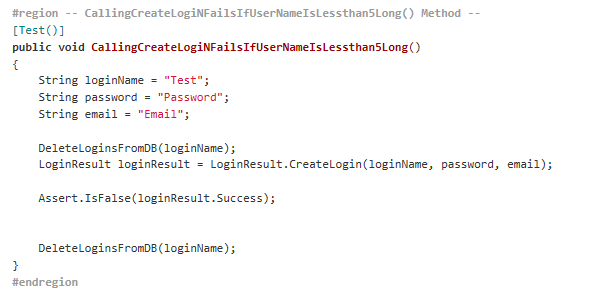 #region -- CallingCreateLogiNFailsIfUserNameIsLessthan5Long() Method --
[Test()]
public void CallingCreateLogiNFailsIfUserNameIsLessthan5Long()
{
    String loginName = "Test";
    String password = "Password";
    String email = "Email";

    DeleteLoginsFromDB(loginName);
    LoginResult loginResult = LoginResult.CreateLogin(loginName, password, email);

    Assert.IsFalse(loginResult.Success);


    DeleteLoginsFromDB(loginName);
}
#endregion